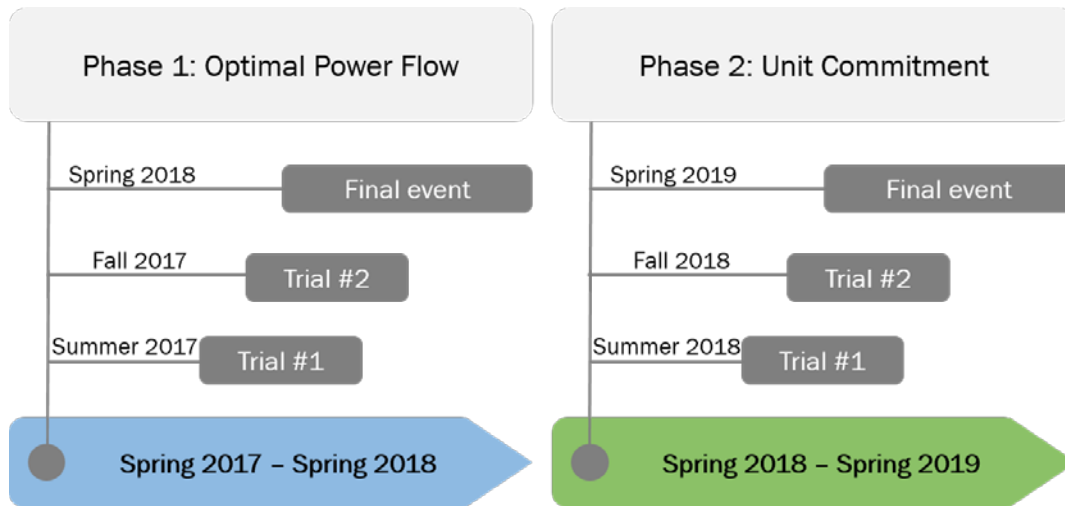 Phase 1: Optimal Power Flow
Spring 2018
Final event
Fall 2017
Trial #2
Summer 2017
Trial #1
Spring 2017 – Spring 2018
Phase 2: Unit Commitment
Spring 2019
Final event
Fall 2018
Trial #2
Summer 2018
Trial #1
Spring 2018 – Spring 2019